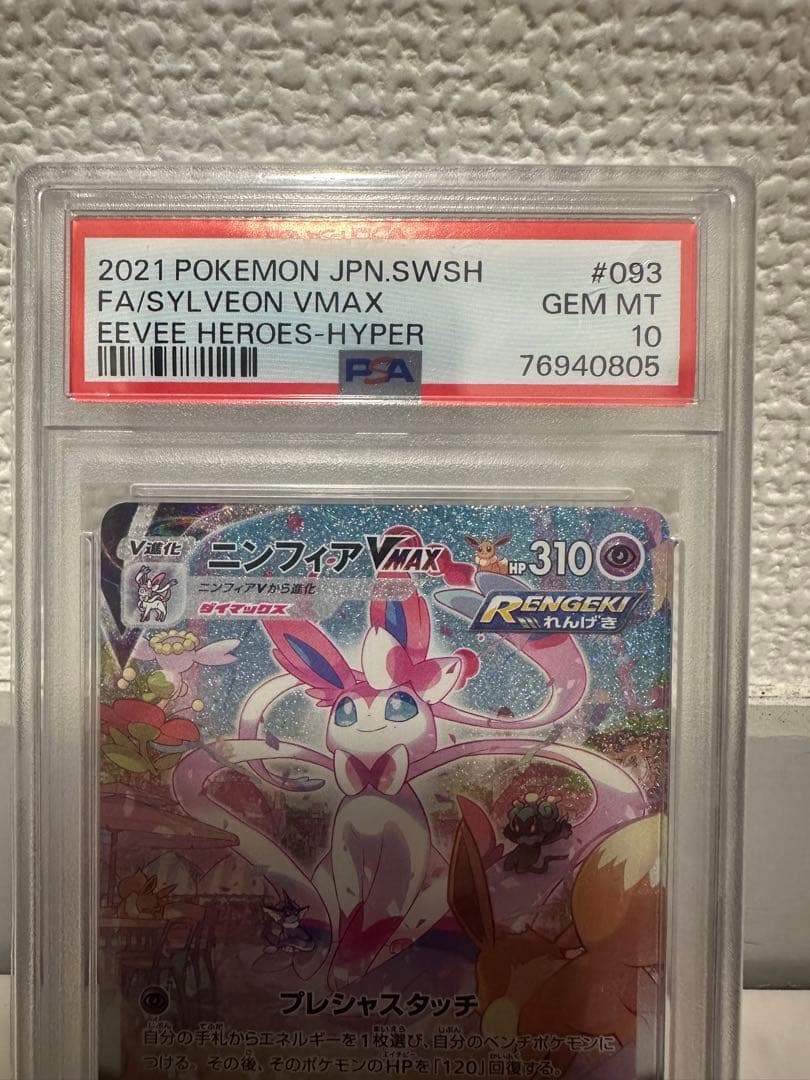 2021 POKEMON JPN.SWSH #093
FA/SYLVEON VMAX GEM MT
EEVEE HEROES-HYPER 10
PSA 76940805
V進化 ニンフィアVMAX HP310
ニンフィアVから進化
ダイマックス
RENGEKI
れんげき
プレシャスタッチ
自分の手札からエネルギーを1枚選び、自分のベンチポケモンに
つける。その後、そのポケモンのHPを「120」回復する。